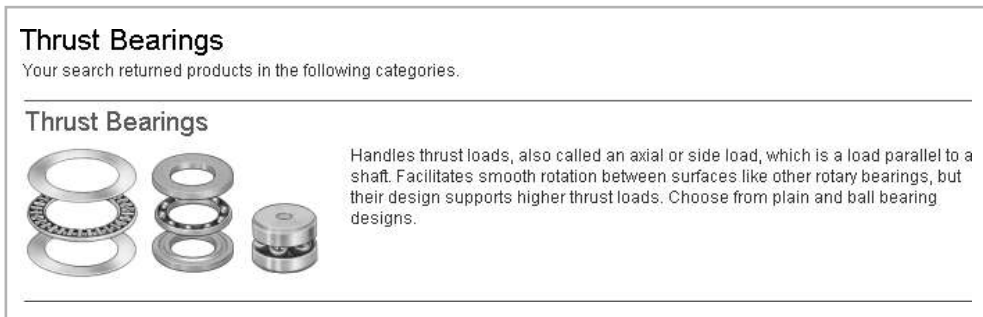 Thrust Bearings
Your search returned products in the following categories.
Thrust Bearings
Handles thrust loads, also called an axial or side load, which is a load parallel to a
shaft. Facilitates smooth rotation between surfaces like other rotary bearings, but
their design supports higher thrust loads. Choose from plain and ball bearing
designs.